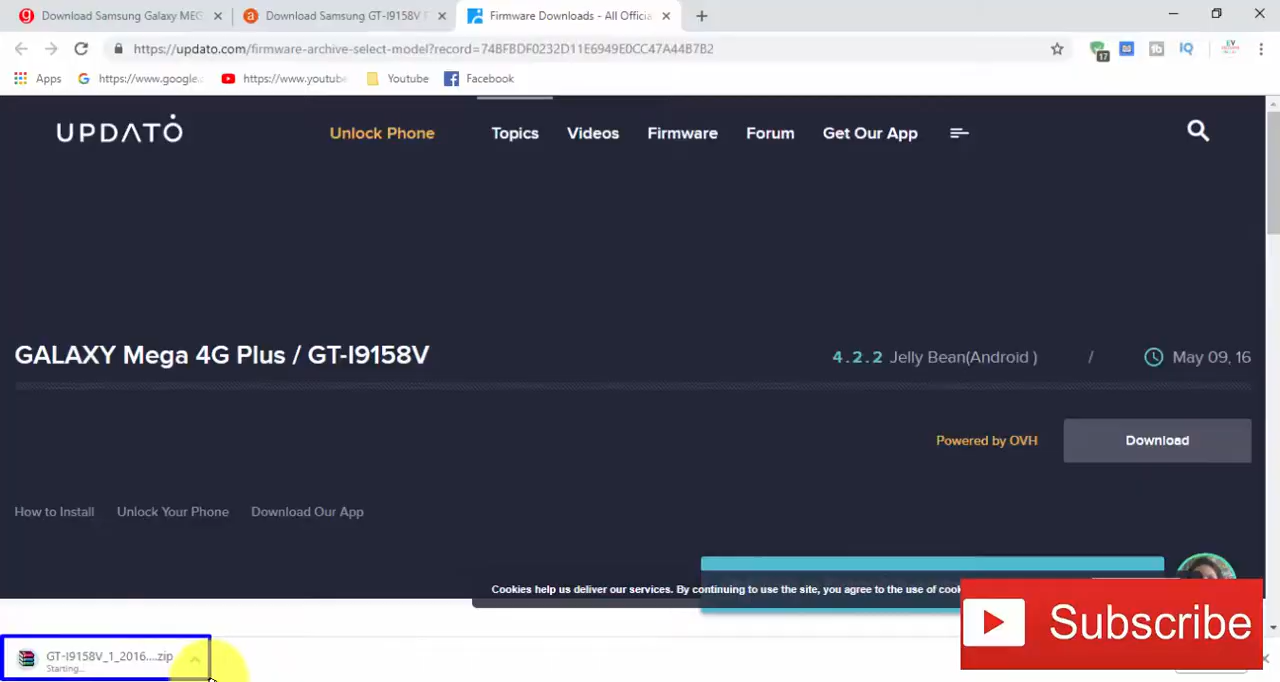 Download Samsung Galaxy MEG
Download Samsung GT-I9158V F
Firmware Downloads - All Officia
https://updato.com/firmware-archive-select-model?record=74BFBDF0232D11E6949E0CC47A44B7B2
17
Apps
https://www.google.
https://www.youtube
Youtube
Facebook
UPDATO
Unlock Phone
Topics
Videos
Firmware
Forum
Get Our App
GALAXY Mega 4G Plus / GT-I9158V
4.2.2 Jelly Bean(Android ) / May 09, 16
Powered by OVH
Download
How to Install
Unlock Your Phone
Download Our App
Cookies help us deliver our services. By continuing to use the site, you agree to the use of cook
Subscribe
GT-I9158V_1_2016....zip
Starting...